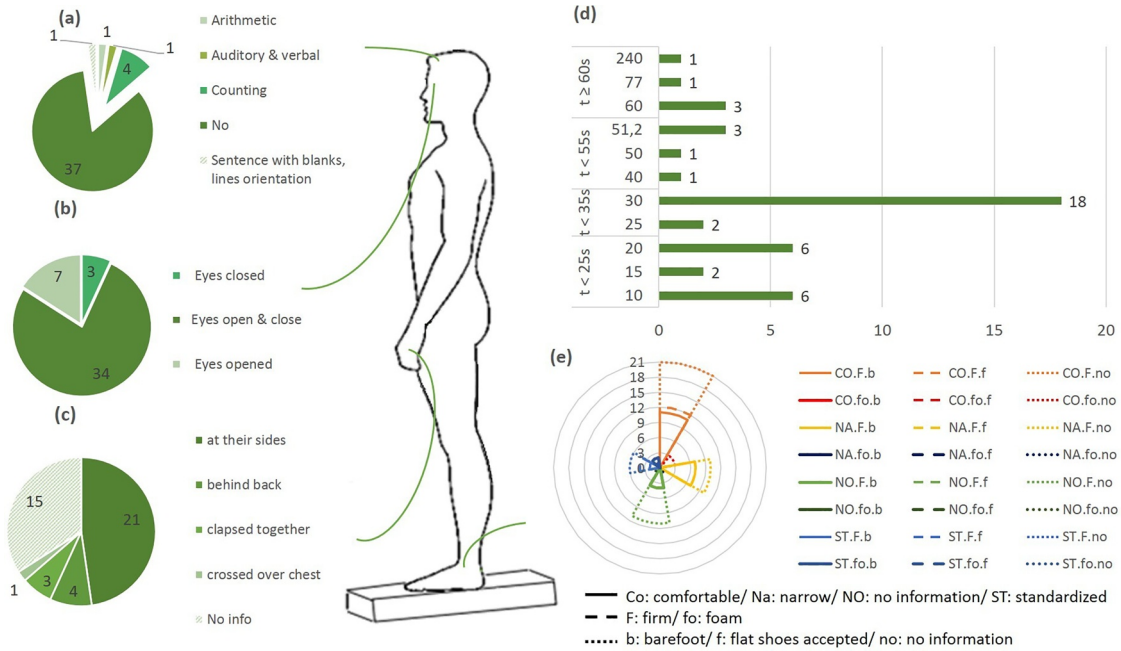 (a)
1
1
1
4
37
Arithmetic
Auditory & verbal
Counting
No
Sentence with blanks,
lines orientation
(b)
7
3
34
Eyes closed
Eyes open & close
Eyes opened
(c)
15
21
1
3
4
at their sides
behind back
clapsed together
crossed over chest
No info
(d)
t ≥ 60s
240 1
77 1
60 3
t < 55s
51,2 3
50 1
40 1
t < 35s
30 18
25 2
t < 25s
20 6
15 2
10 6
0 5 10 15 20
(e)
21
18
15
12
9
6
3
0
CO.F.b CO.F.f CO.F.no
CO.fo.b CO.fo.f CO.fo.no
NA.F.b NA.F.f NA.F.no
NA.fo.b NA.fo.f NA.fo.no
NO.F.b NO.F.f NO.F.no
NO.fo.b NO.fo.f NO.fo.no
ST.F.b ST.F.f ST.F.no
ST.fo.b ST.fo.f ST.fo.no
Co: comfortable/ Na: narrow/ NO: no information/ ST: standardized
F: firm/ fo: foam
b: barefoot/ f: flat shoes accepted/ no: no information